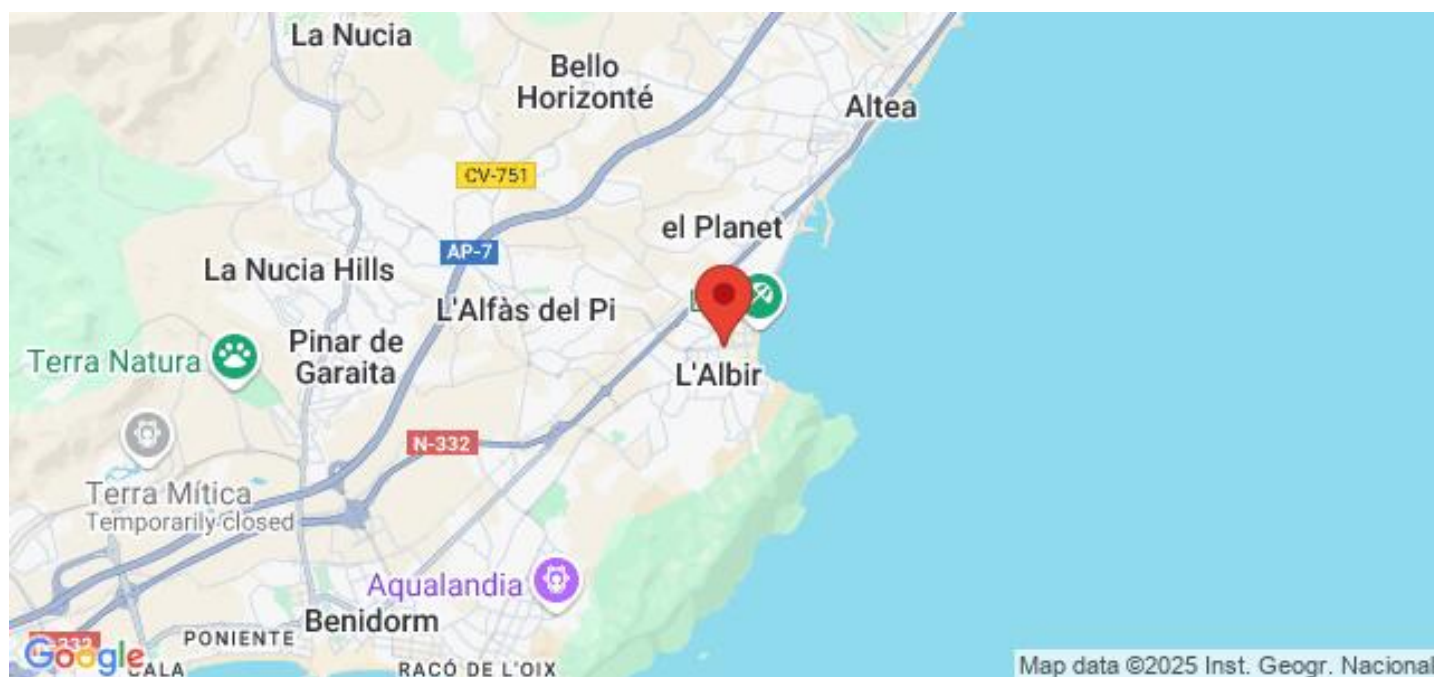 La Nucia
Bello
Horizonté
Altea
CV-751
el Planet
AP-7
La Nucia Hills
L'Alfàs del Pi
Terra Natura
Pinar de
Garaita
L'Albir
N-332
Terra Mítica
Temporarily closed
Aqualandia
Benidorm
PONIENTE
Google
CALA
RACÓ DE L'OIX
Map data ©2025 Inst. Geogr. Nacional